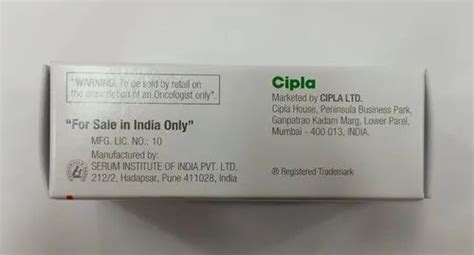 "WARNING: To be sold by retail on
the prescription of an Oncologist only".
"For Sale in India Only"
MFG. LIC. NO.: 10
Manufactured by:
SERUM INSTITUTE OF INDIA PVT. LTD.
212/2, Hadapsar, Pune 411028, India
Cipla
Marketed by CIPLA LTD.
Cipla House, Peninsula Business Park,
Ganpatrao Kadam Marg, Lower Parel,
Mumbai - 400 013, INDIA.
® Registered Trademark